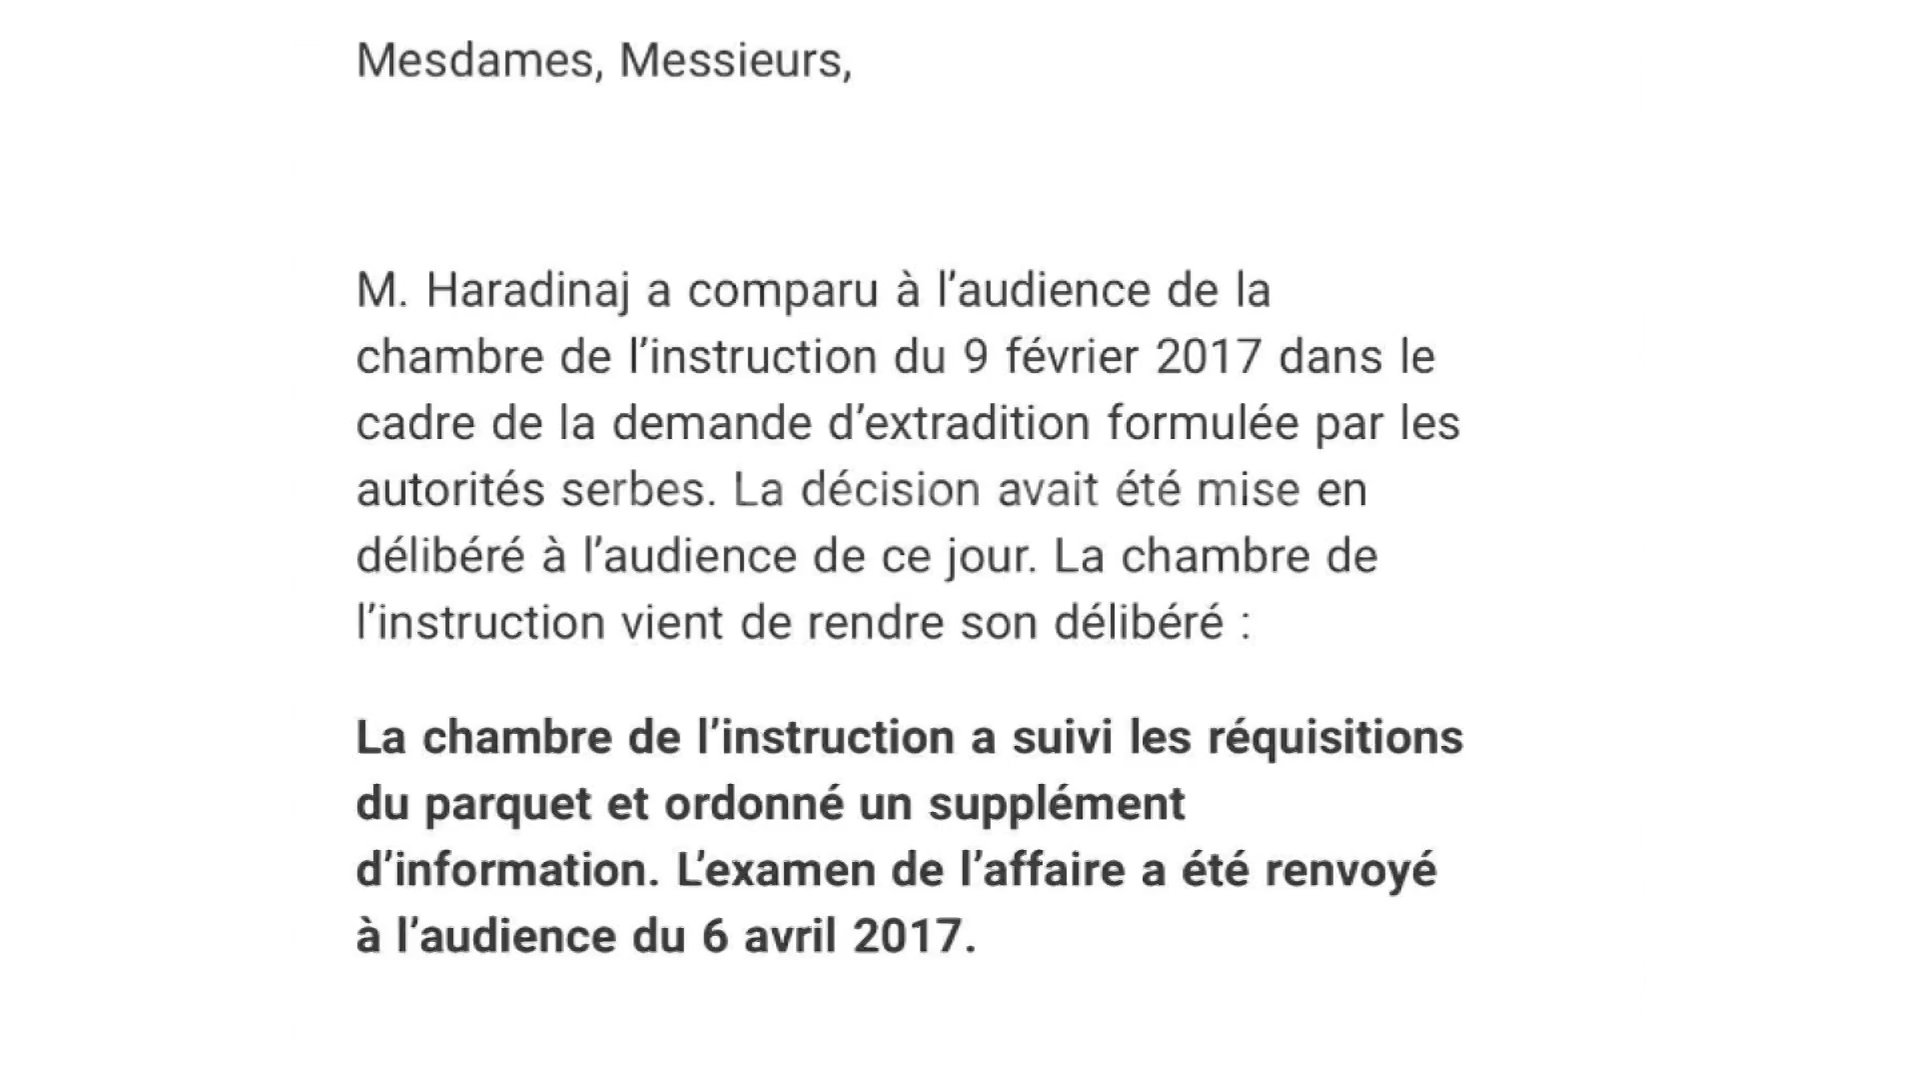 Mesdames, Messieurs,
M. Haradinaj a comparu à l’audience de la
chambre de l’instruction du 9 février 2017 dans le
cadre de la demande d’extradition formulée par les
autorités serbes. La décision avait été mise en
délibéré à l’audience de ce jour. La chambre de
l’instruction vient de rendre son délibéré :
La chambre de l’instruction a suivi les réquisitions
du parquet et ordonné un supplément
d’information. L’examen de l’affaire a été renvoyé
à l’audience du 6 avril 2017.